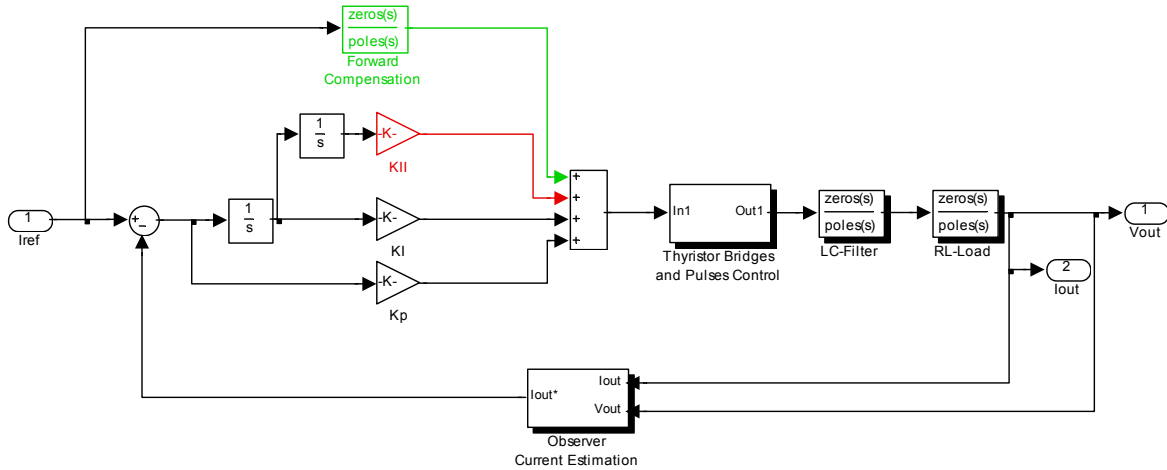 zeros(s)
poles(s)
Forward
Compensation
1
s
-K-
KII
1
Iref
+
−
1
s
-K-
KI
-K-
Kp
+
+
+
+
In1
Out1
Thyristor Bridges
and Pulses Control
zeros(s)
poles(s)
LC-Filter
zeros(s)
poles(s)
RL-Load
1
Vout
2
Iout
Iout*
Iout
Vout
Observer
Current Estimation